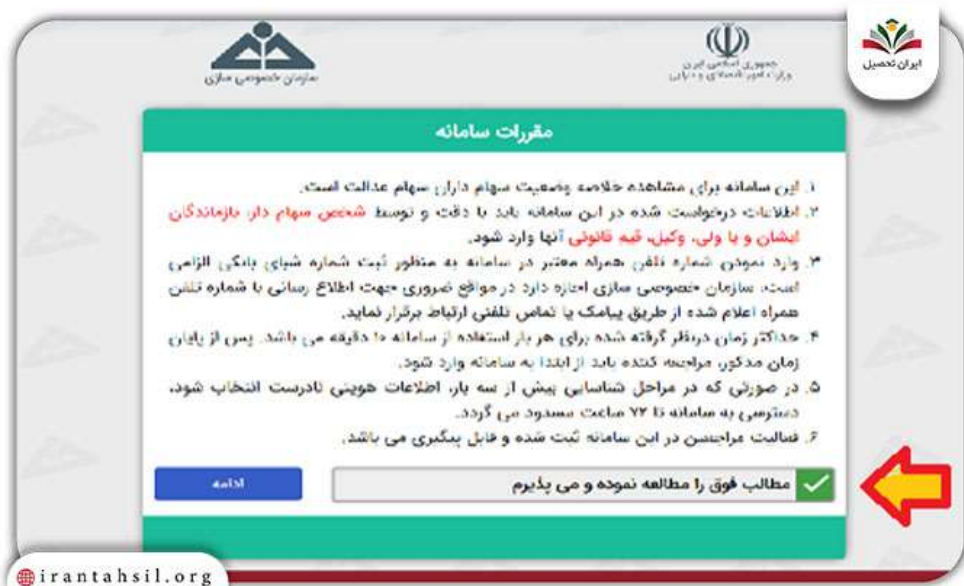 ایران تحصیل
جمهوری اسلامی ایران
وزارت امور اقتصادی و دارایی
سازمان خصوصی سازی
مقررات سامانه
۱. این سامانه برای مشاهده خلاصه وضعیت سهام داران سهام عدالت است.
۲. اطلاعات درخواست شده در این سامانه باید با دقت و توسط شخص سهام دار، بازماندگان
ایشان و یا ولی، وکیل، قیم قانونی آنها وارد شود.
۳. وارد نمودن شماره تلفن همراه معتبر در سامانه به منظور ثبت شماره شبای بانکی الزامی
است، سازمان خصوصی سازی اجازه دارد در مواقع ضروری جهت اطلاع رسانی با شماره تلفن
همراه اعلام شده از طریق پیامک یا تماس تلفنی ارتباط برقرار نماید.
۴. حداکثر زمان درنظر گرفته شده برای هر بار استفاده از سامانه ۱۰ دقیقه می باشد. پس از پایان
زمان مذکور، مراجعه کننده باید از ابتدا به سامانه وارد شود.
۵. در صورتی که در مراحل شناسایی بیش از سه بار، اطلاعات هویتی نادرست انتخاب شود،
دسترسی به سامانه تا ۷۲ ساعت مسدود می گردد.
۶. فعالیت مراجعین در این سامانه ثبت شده و قابل پیگیری می باشد.
مطالب فوق را مطالعه نموده و می پذیرم
ادامه
irantahsil.org